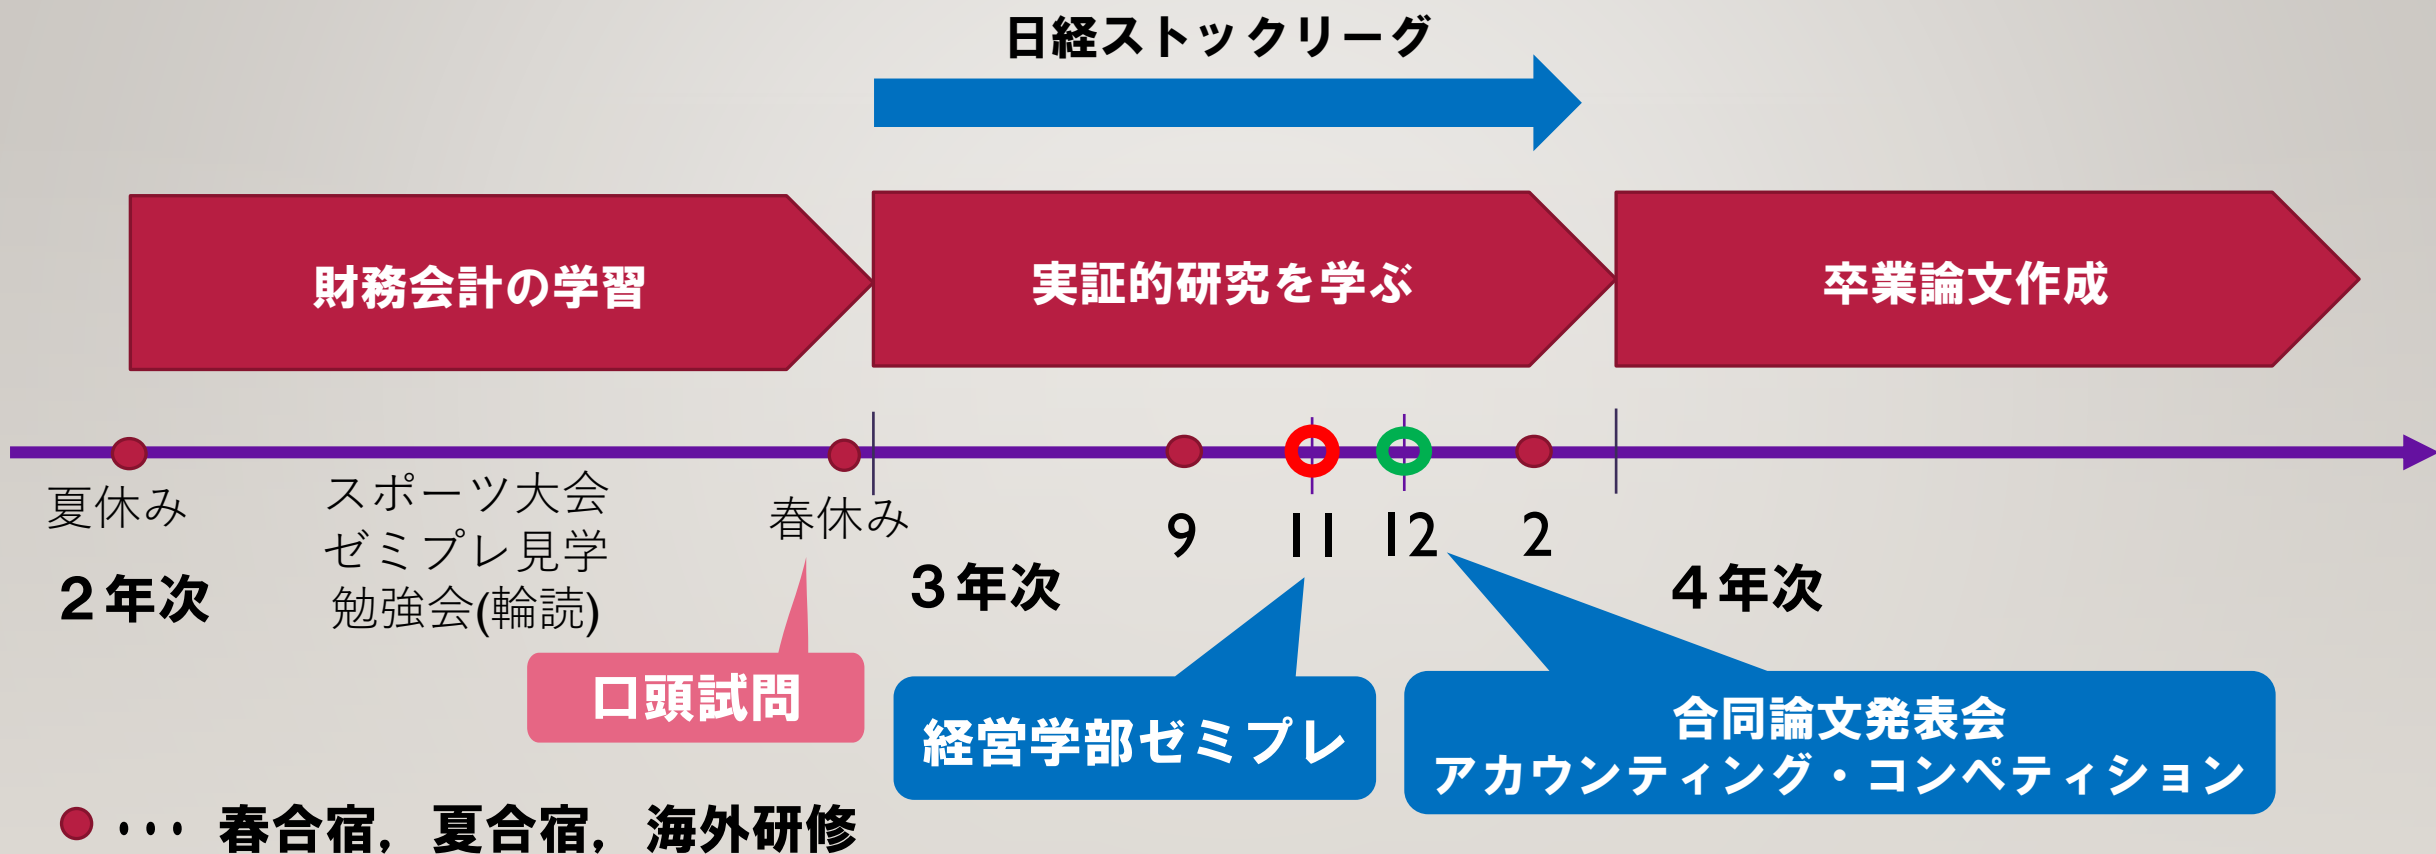 日経ストックリーグ
財務会計の学習
実証的研究を学ぶ
卒業論文作成
夏休み
スポーツ大会
ゼミプレ見学
勉強会(輪読)
春休み
9
11
12
2
２年次
３年次
４年次
口頭試問
経営学部ゼミプレ
合同論文発表会
アカウンティング・コンペティション
・・・ 春合宿，夏合宿，海外研修